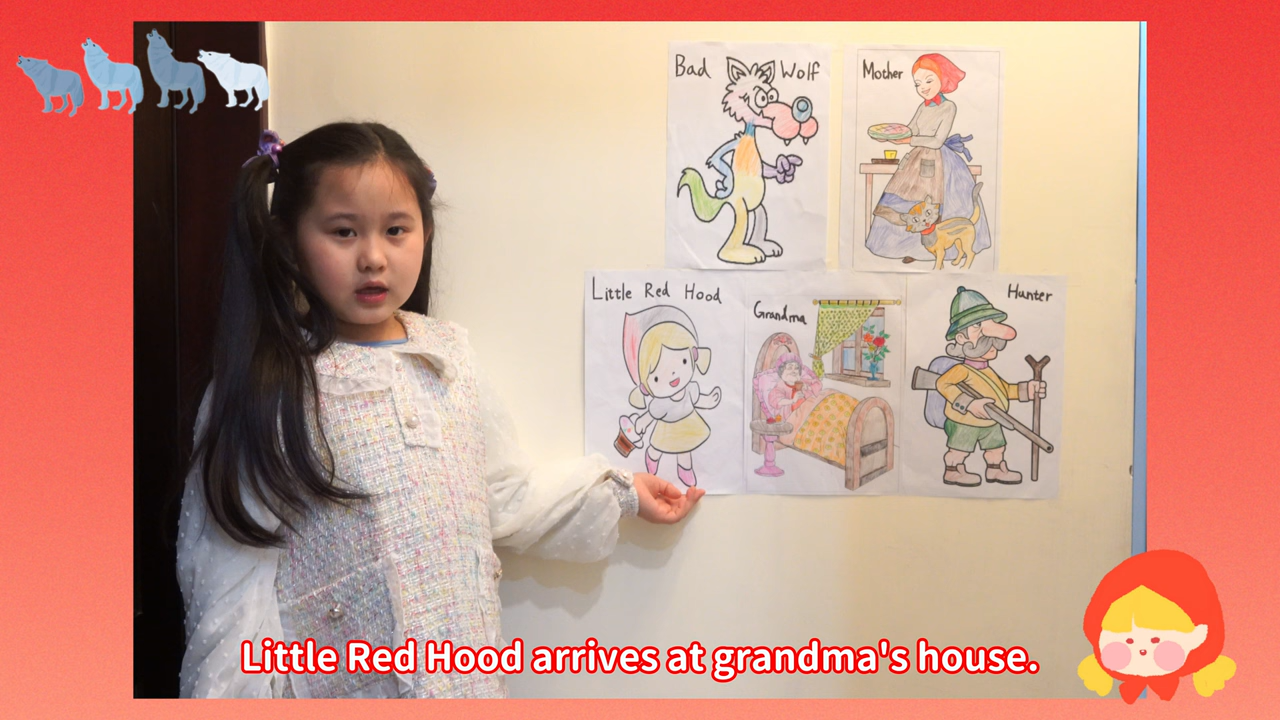 Bad Wolf
Mother
Little Red Hood
Grandma
Hunter
Little Red Hood arrives at grandma's house.